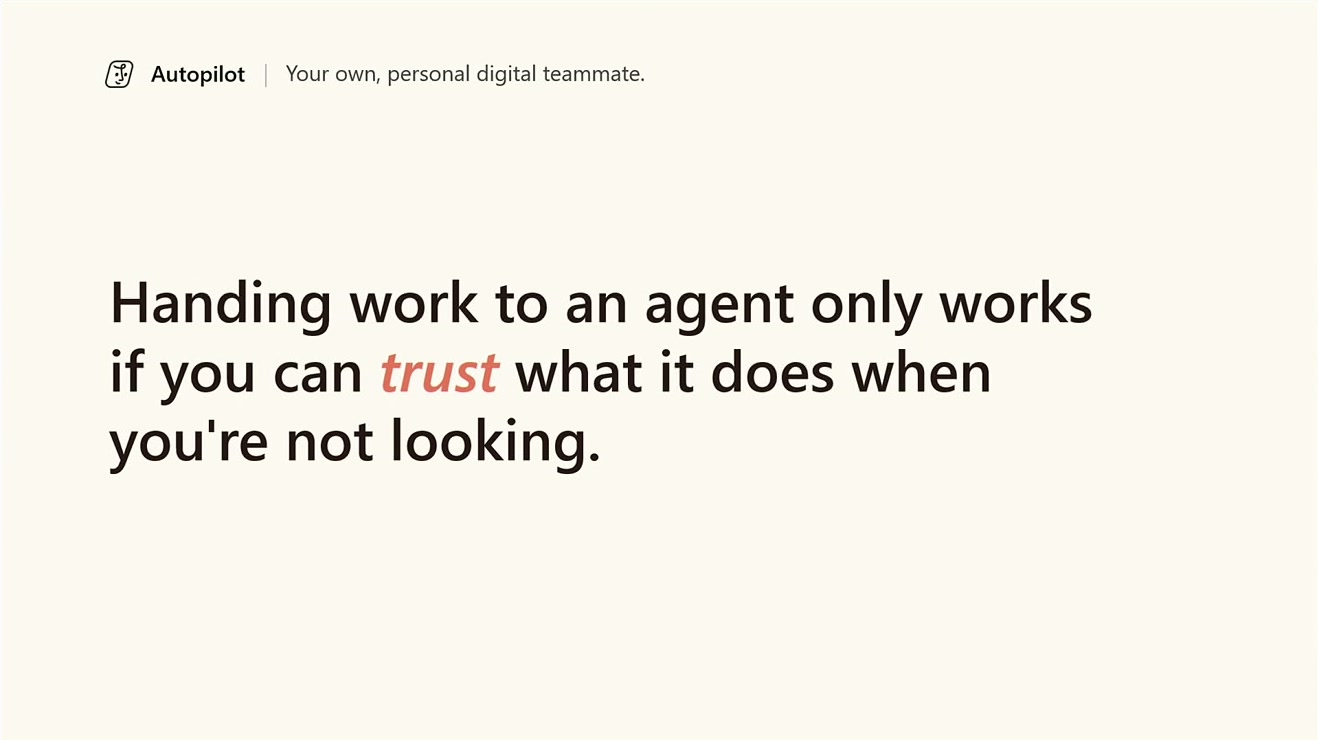 Autopilot | Your own, personal digital teammate.
Handing work to an agent only works
if you can trust what it does when
you're not looking.